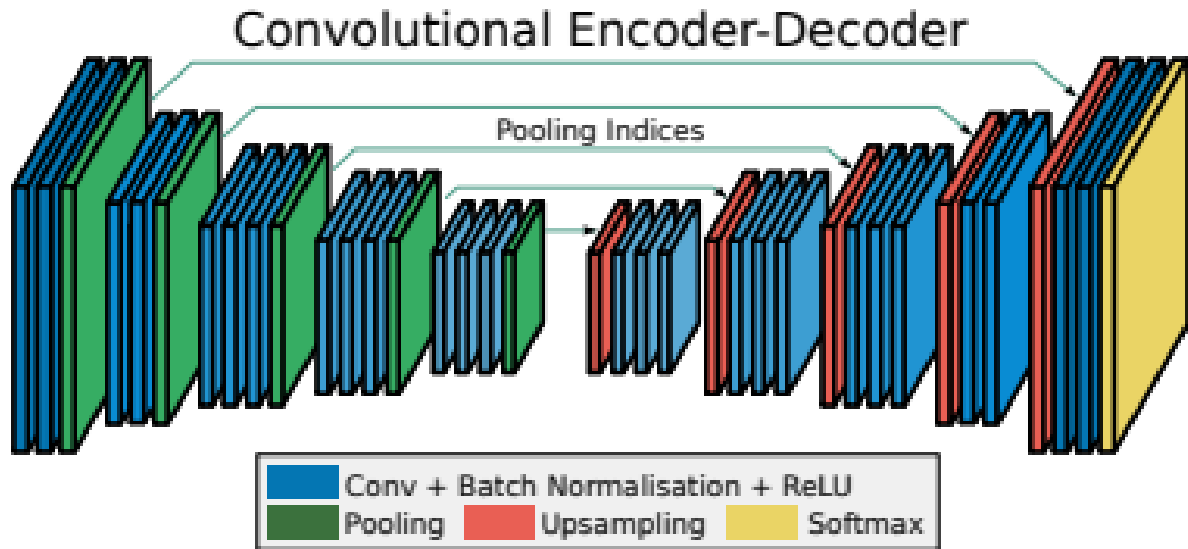 Convolutional Encoder-Decoder
Pooling Indices
Conv + Batch Normalisation + ReLU
Pooling Upsampling Softmax